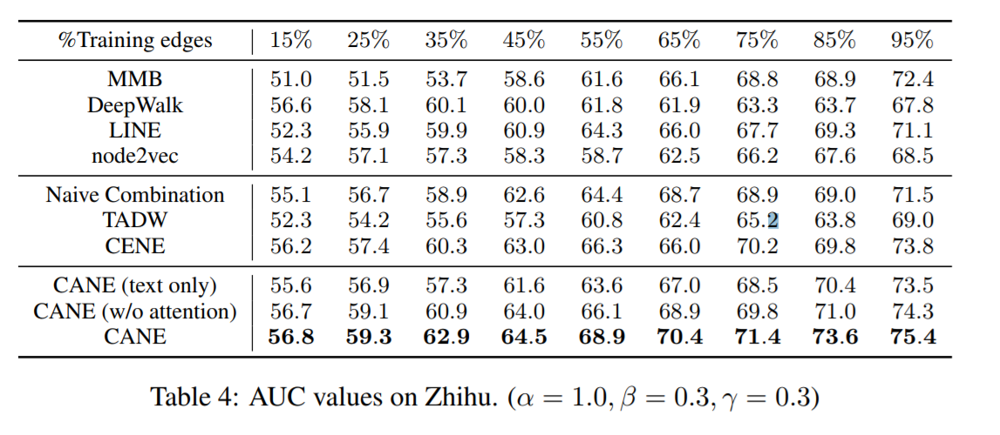 %Training edges 15% 25% 35% 45% 55% 65% 75% 85% 95%
MMB 51.0 51.5 53.7 58.6 61.6 66.1 68.8 68.9 72.4
DeepWalk 56.6 58.1 60.1 60.0 61.8 61.9 63.3 63.7 67.8
LINE 52.3 55.9 59.9 60.9 64.3 66.0 67.7 69.3 71.1
node2vec 54.2 57.1 57.3 58.3 58.7 62.5 66.2 67.6 68.5
Naive Combination 55.1 56.7 58.9 62.6 64.4 68.7 68.9 69.0 71.5
TADW 52.3 54.2 55.6 57.3 60.8 62.4 65.2 63.8 69.0
CENE 56.2 57.4 60.3 63.0 66.3 66.0 70.2 69.8 73.8
CANE (text only) 55.6 56.9 57.3 61.6 63.6 67.0 68.5 70.4 73.5
CANE (w/o attention) 56.7 59.1 60.9 64.0 66.1 68.9 69.8 71.0 74.3
CANE 56.8 59.3 62.9 64.5 68.9 70.4 71.4 73.6 75.4
Table 4: AUC values on Zhihu. (α = 1.0, β = 0.3, γ = 0.3)